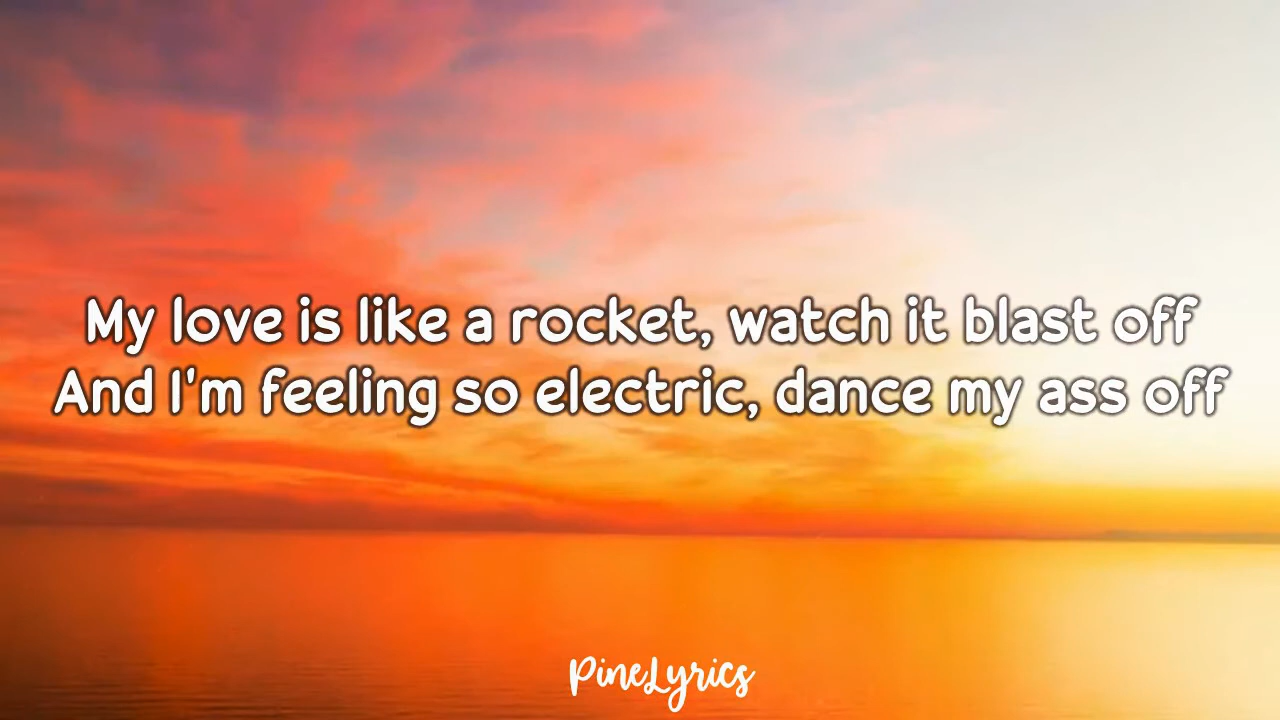 My love is like a rocket, watch it blast off
And I'm feeling so electric, dance my ass off
PineLyrics